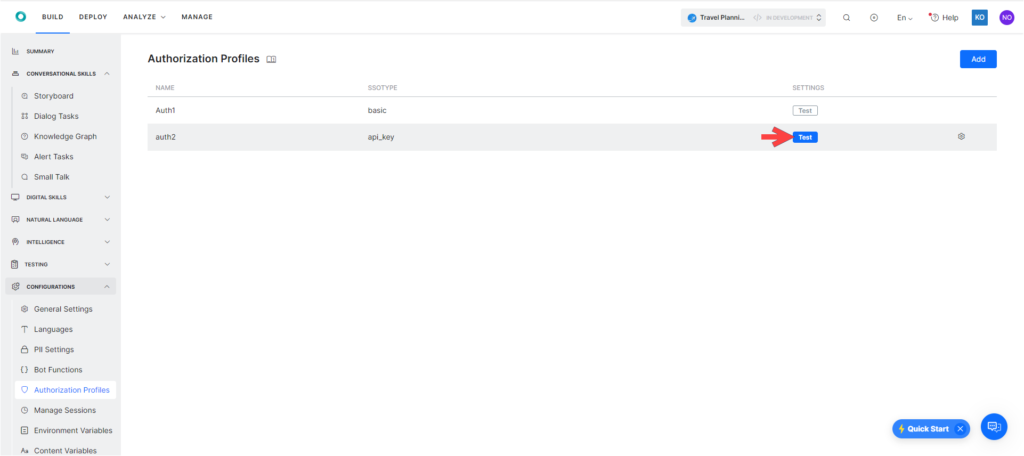 BUILD DEPLOY ANALYZE MANAGE
Travel Planni... IN DEVELOPMENT En Help KO NO
SUMMARY
CONVERSATIONAL SKILLS
Storyboard
Dialog Tasks
Knowledge Graph
Alert Tasks
Small Talk
DIGITAL SKILLS
NATURAL LANGUAGE
INTELLIGENCE
TESTING
CONFIGURATIONS
General Settings
Languages
PII Settings
Bot Functions
Authorization Profiles
Manage Sessions
Environment Variables
Content Variables
Authorization Profiles Add
NAME SSOTYPE SETTINGS
Auth1 basic Test
auth2 api_key Test
Quick Start